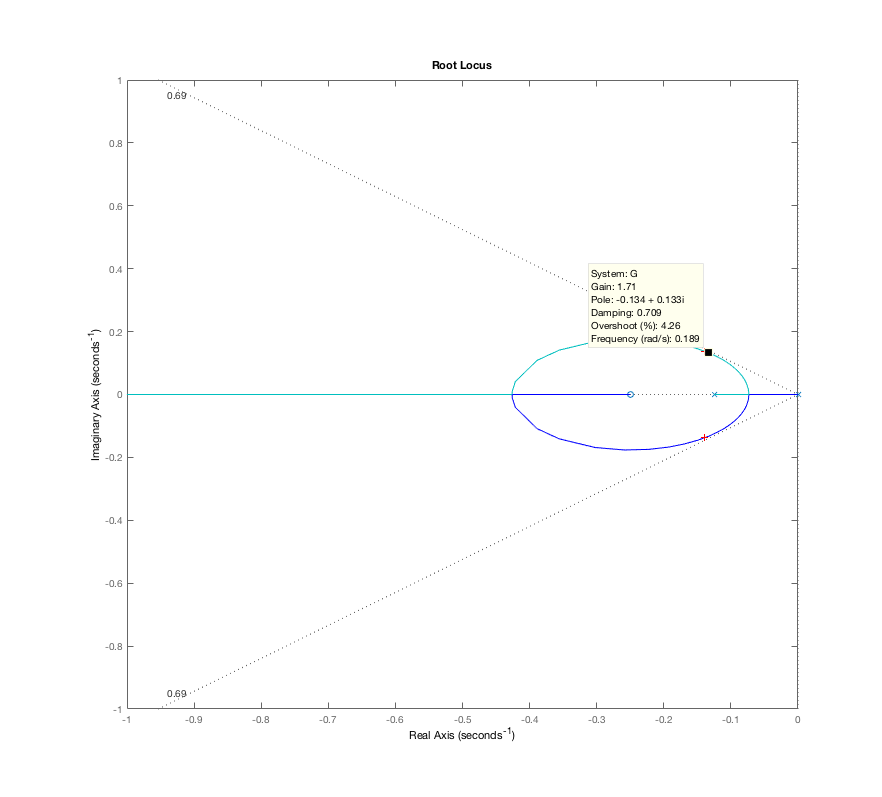 Root Locus
1
0.69
0.8
0.6
0.4
System: G
Gain: 1.71
Pole: -0.134 + 0.133i
Damping: 0.709
Overshoot (%): 4.26
Frequency (rad/s): 0.189
0.2
0
-0.2
-0.4
-0.6
-0.8
0.69
-1
Imaginary Axis (seconds⁻¹)
-1 -0.9 -0.8 -0.7 -0.6 -0.5 -0.4 -0.3 -0.2 -0.1 0
Real Axis (seconds⁻¹)